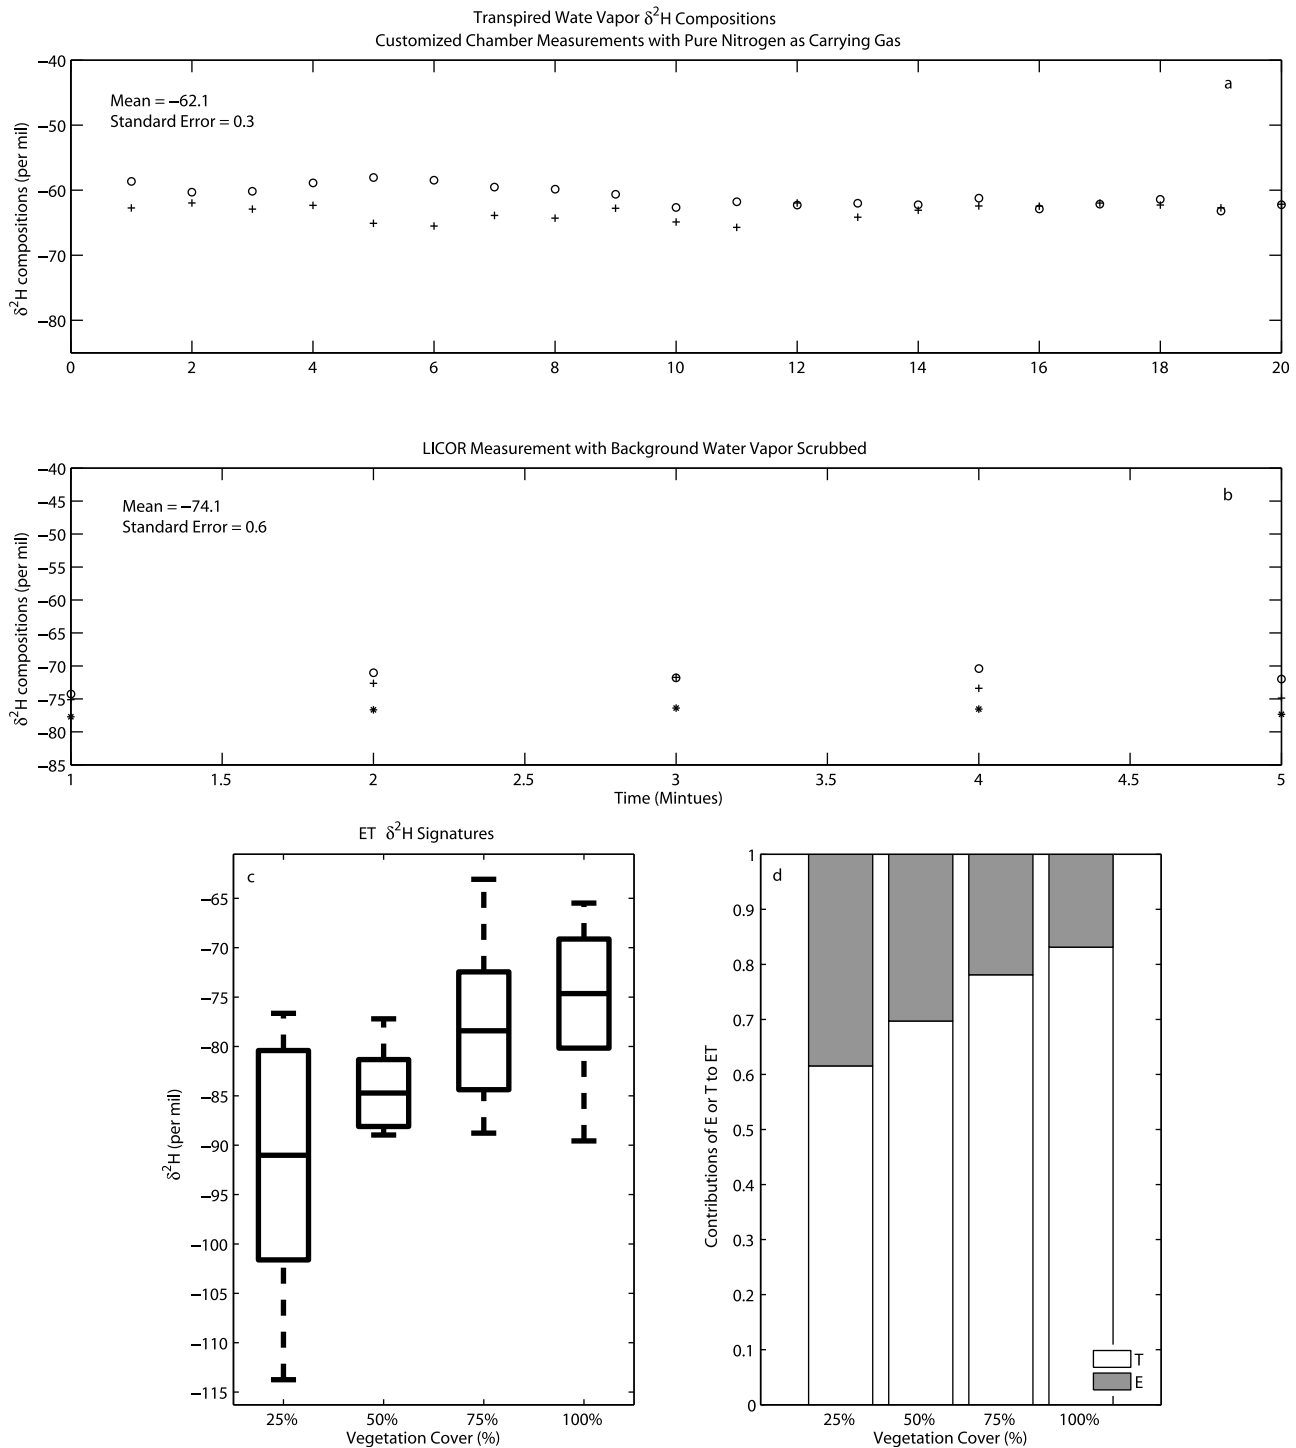 Transpired Wate Vapor δ²H Compositions
Customized Chamber Measurements with Pure Nitrogen as Carrying Gas
a
Mean = −62.1
Standard Error = 0.3
δ²H compositions (per mil)
−40
−50
−60
−70
−80
0 2 4 6 8 10 12 14 16 18 20
LICOR Measurement with Background Water Vapor Scrubbed
b
Mean = −74.1
Standard Error = 0.6
δ²H compositions (per mil)
−40
−45
−50
−55
−60
−65
−70
−75
−80
−85
1 1.5 2 2.5 3 3.5 4 4.5 5
Time (Mintues)
ET δ²H Signatures
c
δ²H (per mil)
−65
−70
−75
−80
−85
−90
−95
−100
−105
−110
−115
25% 50% 75% 100%
Vegetation Cover (%)
d
Contributions of E or T to ET
1
0.9
0.8
0.7
0.6
0.5
0.4
0.3
0.2
0.1
0
T
E
25% 50% 75% 100%
Vegetation Cover (%)